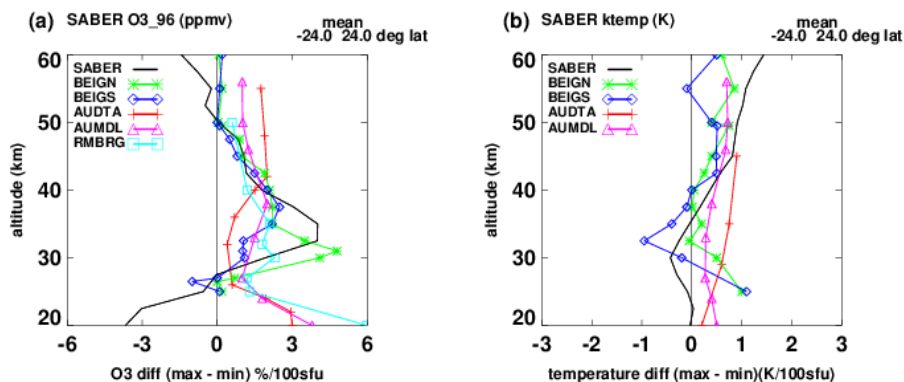 (a) SABER O3_96 (ppmv) mean
-24.0 24.0 deg lat
60
SABER
BEIGN
BEIGS
AUDTA
50
AUMDL
RMBRG
altitude (km)
40
30
20
-6 -3 0 3 6
O3 diff (max - min) %/100sfu
(b) SABER ktemp (K) mean
-24.0 24.0 deg lat
60
SABER
BEIGN
BEIGS
AUDTA
50
AUMDL
altitude (km)
40
30
20
-3 -2 -1 0 1 2 3
temperature diff (max - min)(K/100sfu)